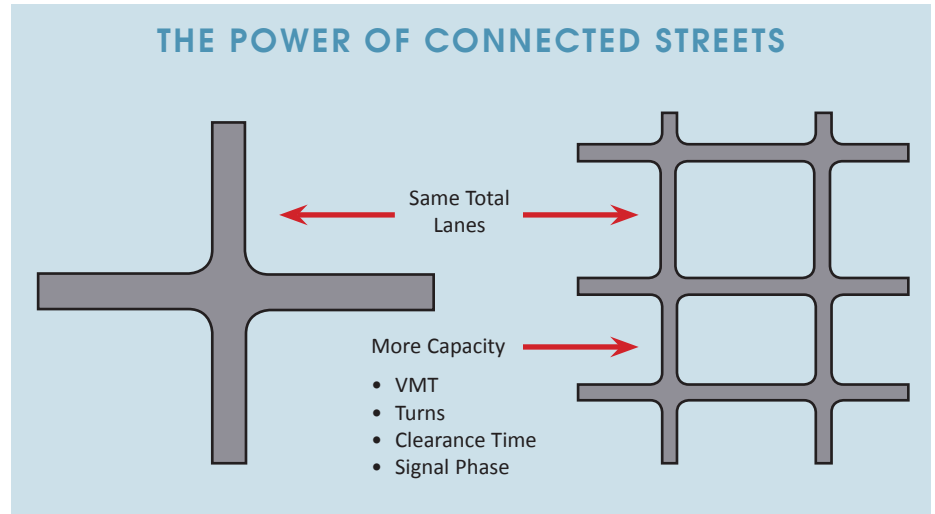 THE POWER OF CONNECTED STREETS
Same Total
Lanes
More Capacity
• VMT
• Turns
• Clearance Time
• Signal Phase